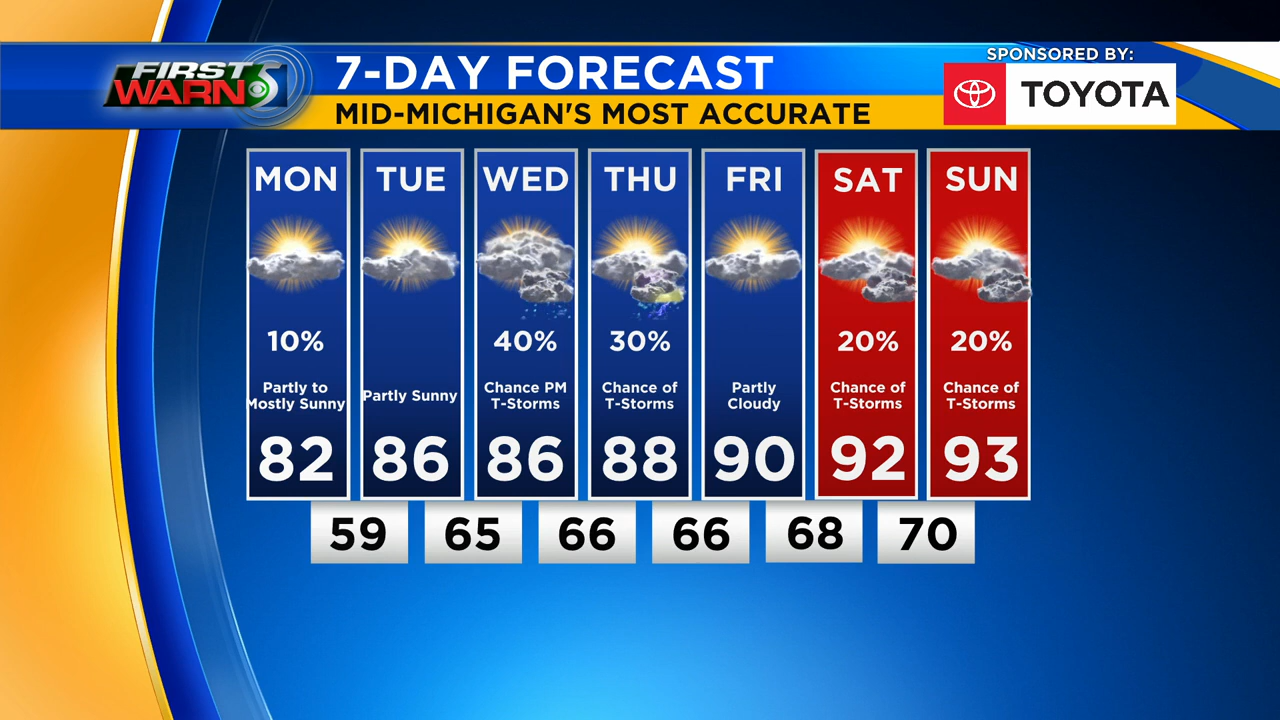 SPONSORED BY:
FIRST
WARN 5
7-DAY FORECAST
TOYOTA
MID-MICHIGAN'S MOST ACCURATE
MON TUE WED THU FRI SAT SUN
10% 40% 30% 20% 20%
Partly to Mostly Sunny
Partly Sunny
Chance PM T-Storms
Chance of T-Storms
Partly Cloudy
Chance of T-Storms
Chance of T-Storms
82 86 86 88 90 92 93
59 65 66 66 68 70